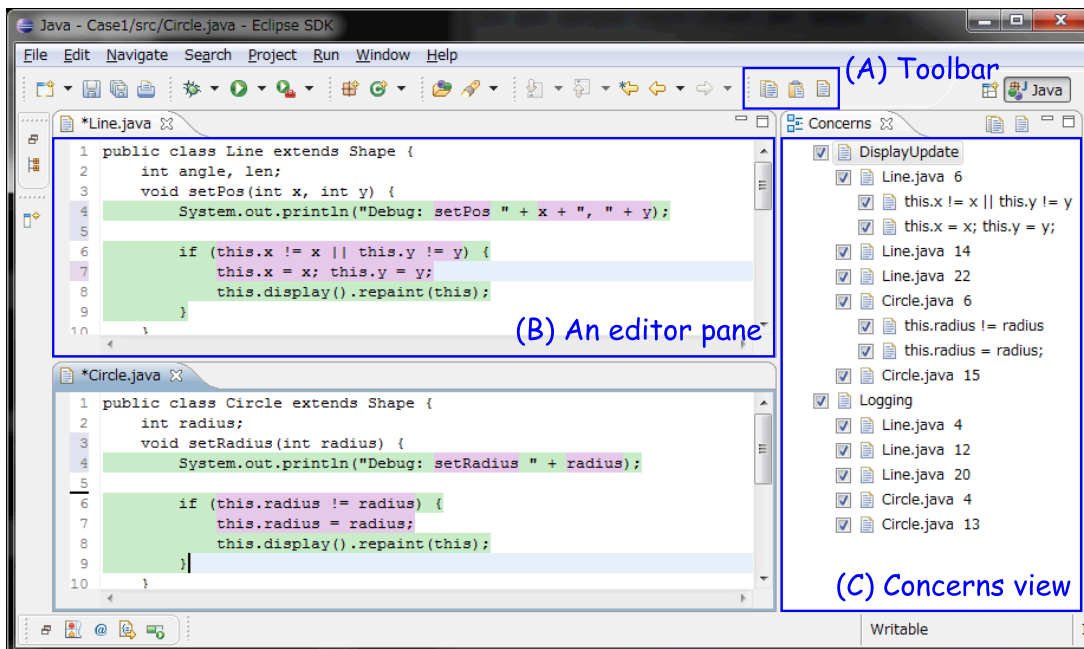 Java - Case1/src/Circle.java - Eclipse SDK
File Edit Navigate Search Project Run Window Help
(A) Toolbar
Java
*Line.java
1 public class Line extends Shape {
2 int angle, len;
3 void setPos(int x, int y) {
4 System.out.println("Debug: setPos " + x + ", " + y);
5
6 if (this.x != x || this.y != y) {
7 this.x = x; this.y = y;
8 this.display().repaint(this);
9 }
10 }
(B) An editor pane
*Circle.java
1 public class Circle extends Shape {
2 int radius;
3 void setRadius(int radius) {
4 System.out.println("Debug: setRadius " + radius);
5
6 if (this.radius != radius) {
7 this.radius = radius;
8 this.display().repaint(this);
9 }
10 }
Concerns
DisplayUpdate
Line.java 6
this.x != x || this.y != y
this.x = x; this.y = y;
Line.java 14
Line.java 22
Circle.java 6
this.radius != radius
this.radius = radius;
Circle.java 15
Logging
Line.java 4
Line.java 12
Line.java 20
Circle.java 4
Circle.java 13
(C) Concerns view
Writable